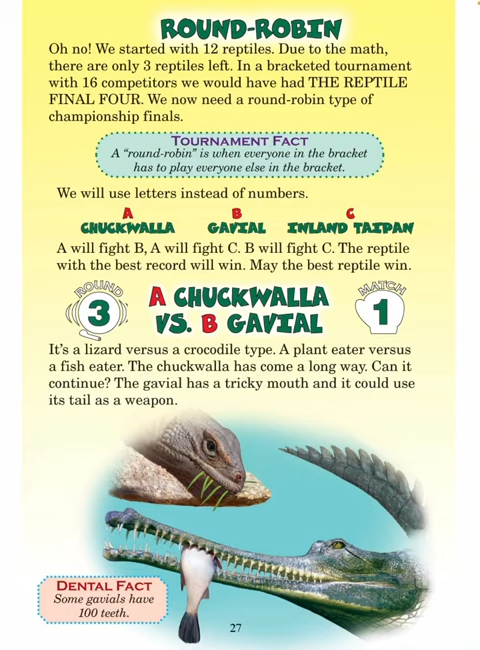 ROUND-ROBIN
Oh no! We started with 12 reptiles. Due to the math,
there are only 3 reptiles left. In a bracketed tournament
with 16 competitors we would have had THE REPTILE
FINAL FOUR. We now need a round-robin type of
championship finals.
TOURNAMENT FACT
A “round-robin” is when everyone in the bracket
has to play everyone else in the bracket.
We will use letters instead of numbers.
A B C
CHUCKWALLA GAVIAL INLAND TAIPAN
A will fight B, A will fight C. B will fight C. The reptile
with the best record will win. May the best reptile win.
ROUND
3
A CHUCKWALLA
VS. B GAVIAL
MATCH
1
It’s a lizard versus a crocodile type. A plant eater versus
a fish eater. The chuckwalla has come a long way. Can it
continue? The gavial has a tricky mouth and it could use
its tail as a weapon.
DENTAL FACT
Some gavials have
100 teeth.
27